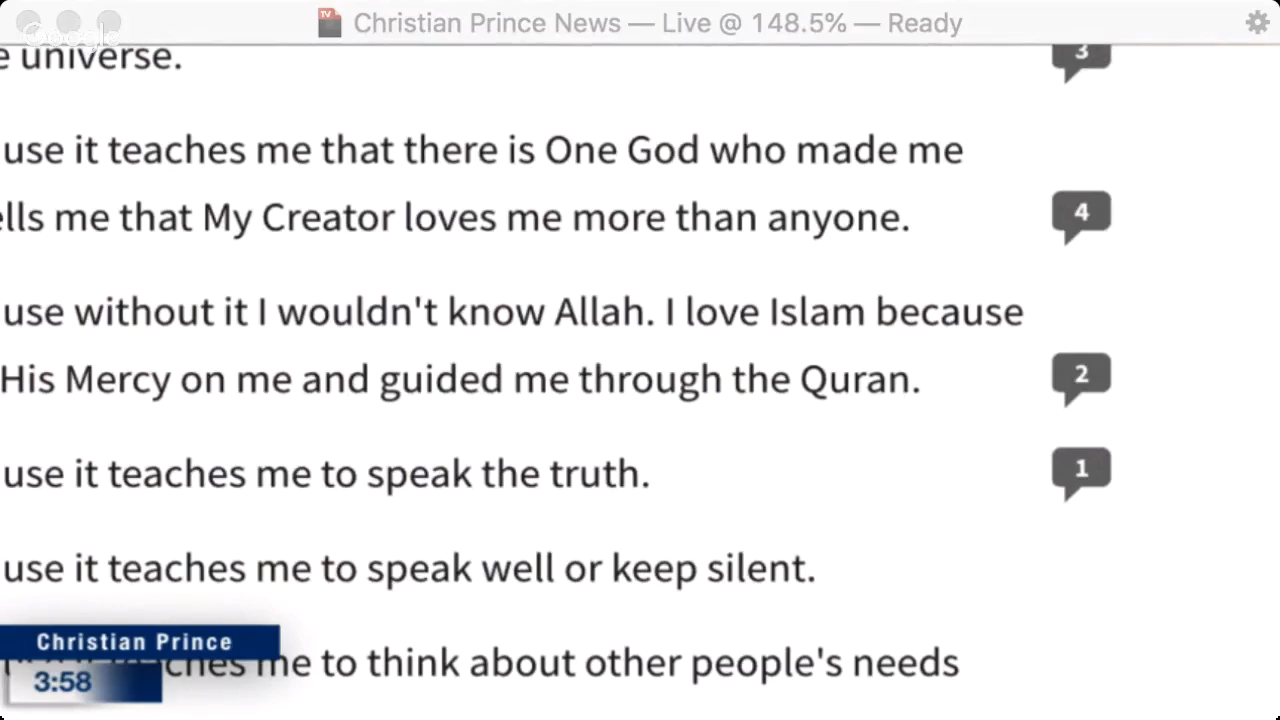 Christian Prince News — Live @ 148.5% — Ready
Google
TV
e universe.
3
use it teaches me that there is One God who made me
ells me that My Creator loves me more than anyone.
4
use without it I wouldn't know Allah. I love Islam because
His Mercy on me and guided me through the Quran.
2
use it teaches me to speak the truth.
1
use it teaches me to speak well or keep silent.
Christian Prince
ches me to think about other people's needs
3:58